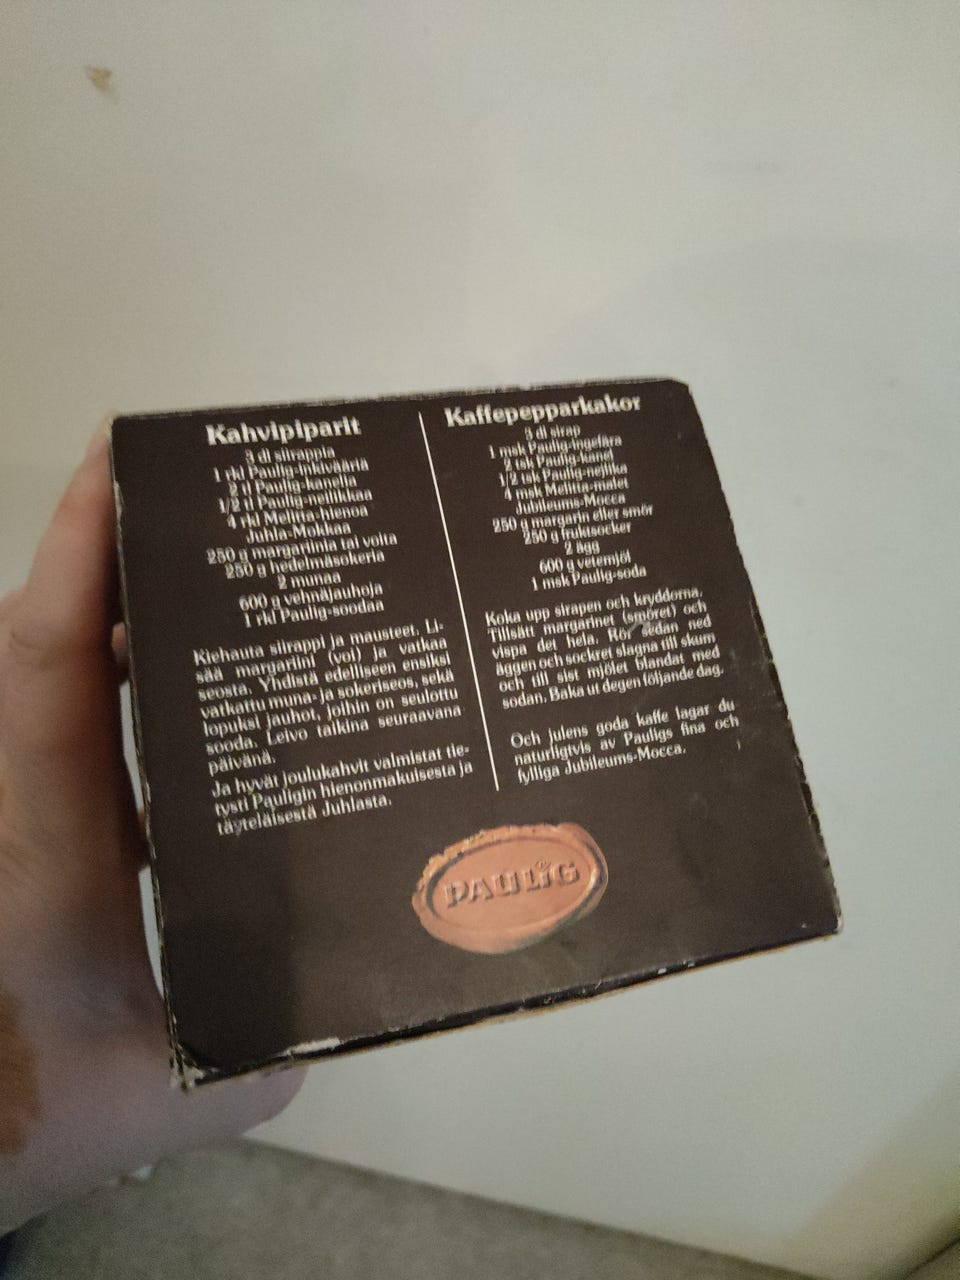 Kahvipiparit
3 dl siirappia
1 rkl Paulig-inkivääriä
2 tl Paulig-kanelia
1/2 tl Paulig-neilikkaa
4 rkl Melitta-hienoa
Juhla-Mokkaa
250 g margariinia tai voita
250 g hedelmäsokeria
2 munaa
600 g vehnäjauhoja
1 rkl Paulig-soodaa
Kiehauta siirappi ja mausteet. Li-
sää margariini (voi) ja vatkaa
seosta. Yhdistä edelliseen ensiksi
vatkattu muna- ja sokeriseos, sekä
lopuksi jauhot, joihin on seulottu
sooda. Leivo taikina seuraavana
päivänä.
Ja hyvät joulukahvit valmistat tie-
tysti Pauligin hienonmakuisesta ja
täyteläisestä Juhlasta.
Kaffepepparkakor
3 dl sirap
1 msk Paulig-ingefära
2 tsk Paulig-kanel
1/2 tsk Paulig-nejlika
4 msk Melitta-malet
Jubileums-Mocca
250 g margarin eller smör
250 g fruktsocker
2 ägg
600 g vetemjöl
1 msk Paulig-soda
Koka upp sirapen och kryddorna.
Tillsätt margarinet (smöret) och
vispa det hela. Rör sedan ned
äggen och sockret slagna till skum
och till sist mjölet blandat med
sodan. Baka ut degen följande dag.
Och julens goda kaffe lagar du
naturligtvis av Pauligs fina och
fylliga Jubileums-Mocca.
PAULiG